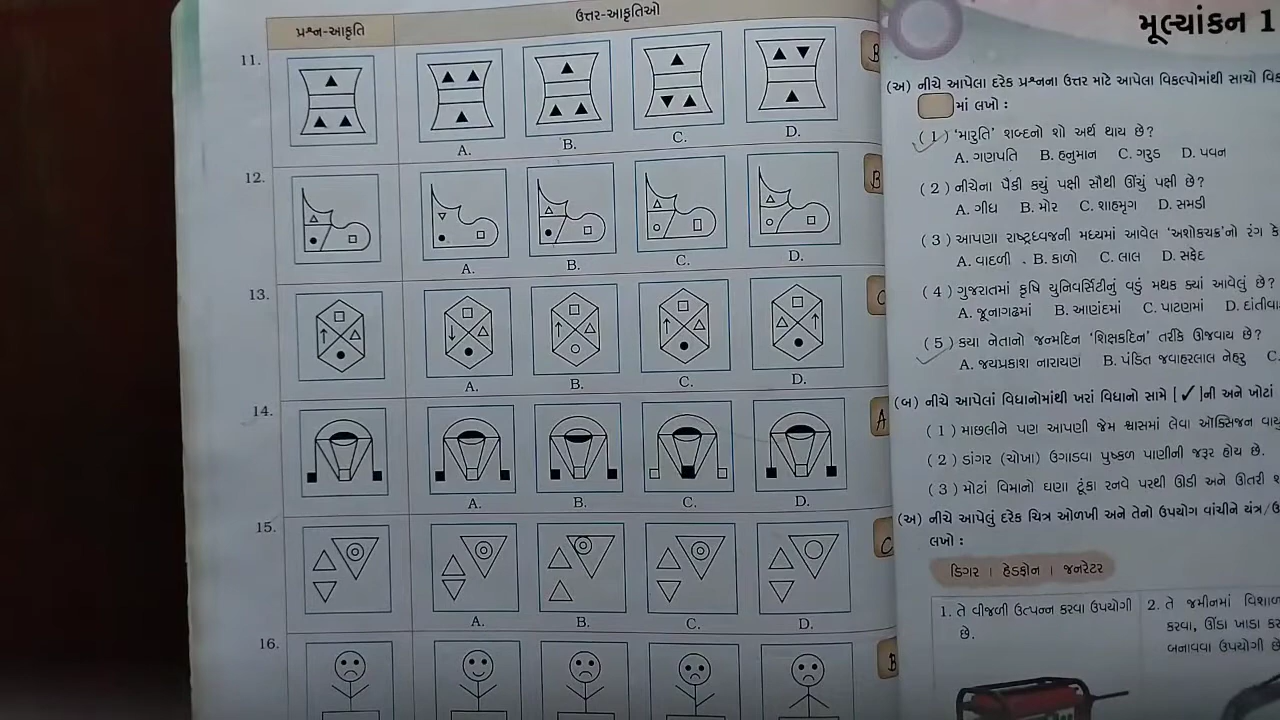 પ્રશ્ન-આકૃતિ
ઉત્તર-આકૃતિઓ
11.
A. B. C. D.
B
12.
A. B. C. D.
B
13.
A. B. C. D.
C
14.
A. B. C. D.
A
15.
A. B. C. D.
C
16.
B
મૂલ્યાંકન 1
(અ) નીચે આપેલા દરેક પ્રશ્નના ઉત્તર માટે આપેલા વિકલ્પોમાંથી સાચો
માં લખો :
(1) 'મારુતિ' શબ્દનો શો અર્થ થાય છે?
A. ગણપતિ B. હનુમાન C. ગરુડ D. પવન
(2) નીચેના પૈકી કયું પક્ષી સૌથી ઊંચું પક્ષી છે?
A. ગીધ B. મોર C. શાહમૃગ D. સમડી
(3) આપણા રાષ્ટ્રધ્વજની મધ્યમાં આવેલ 'અશોકચક્ર'નો રંગ
A. વાદળી B. કાળો C. લાલ D. સફેદ
(4) ગુજરાતમાં કૃષિ યુનિવર્સિટીનું વડું મથક ક્યાં આવેલું છે?
A. જૂનાગઢમાં B. આણંદમાં C. પાટણમાં D.
(5) કયા નેતાનો જન્મદિન 'શિક્ષકદિન' તરીકે ઊજવાય છે?
A. જયપ્રકાશ નારાયણ B. પંડિત જવાહરલાલ નેહરુ C.
(બ) નીચે આપેલાં વિધાનોમાંથી ખરાં વિધાનો સામે [✓]ની અને ખોટાં
(1) માછલીને પણ આપણી જેમ શ્વાસમાં લેવા ઑક્સિજન
(2) ડાંગર (ચોખા) ઉગાડવા પુષ્કળ પાણીની જરૂર હોય છે.
(3) મોટાં વિમાનો ઘણા ટૂંકા રનવે પરથી ઊડી અને ઊતરી
(અ) નીચે આપેલું દરેક ચિત્ર ઓળખી અને તેનો ઉપયોગ વાંચીને યંત્ર/
લખો :
ડિગર | હેડફોન | જનરેટર
1. તે વીજળી ઉત્પન્ન કરવા ઉપયોગી
છે.
2. તે જમીનમાં
કરવા, ઊંડા ખાડા
બનાવવા ઉપયોગી